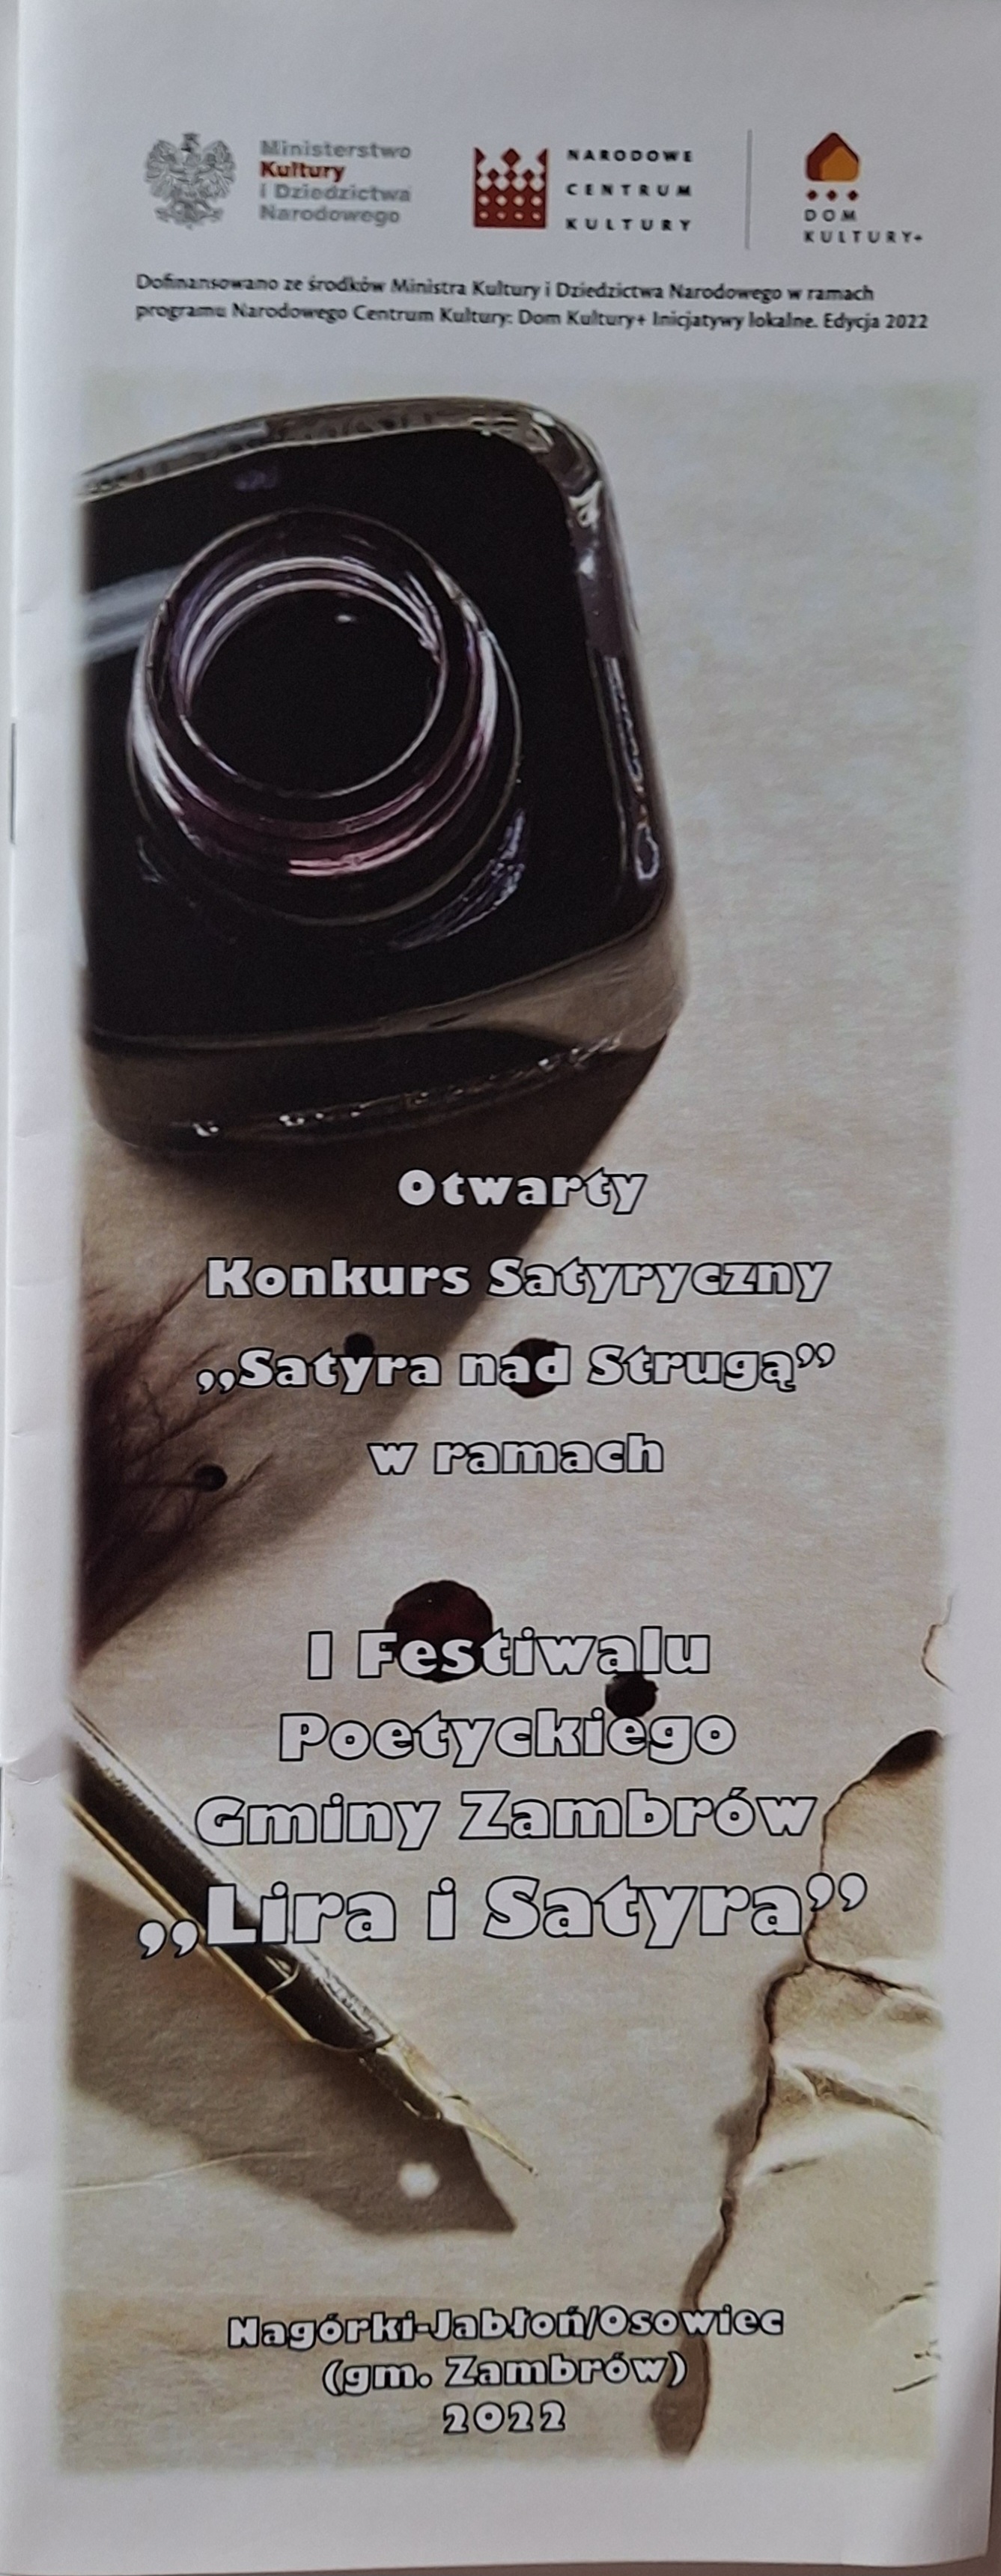 Ministerstwo
Kultury
i Dziedzictwa
Narodowego
NARODOWE
CENTRUM
KULTURY
DOM
KULTURY+
Dofinansowano ze środków Ministra Kultury i Dziedzictwa Narodowego w ramach
programu Narodowego Centrum Kultury: Dom Kultury+ Inicjatywy lokalne. Edycja 2022
Otwarty
Konkurs Satyryczny
„Satyra nad Strugą”
w ramach
I Festiwalu
Poetyckiego
Gminy Zambrów
„Lira i Satyra”
Nagórki-Jabłoń/Osowiec
(gm. Zambrów)
2022